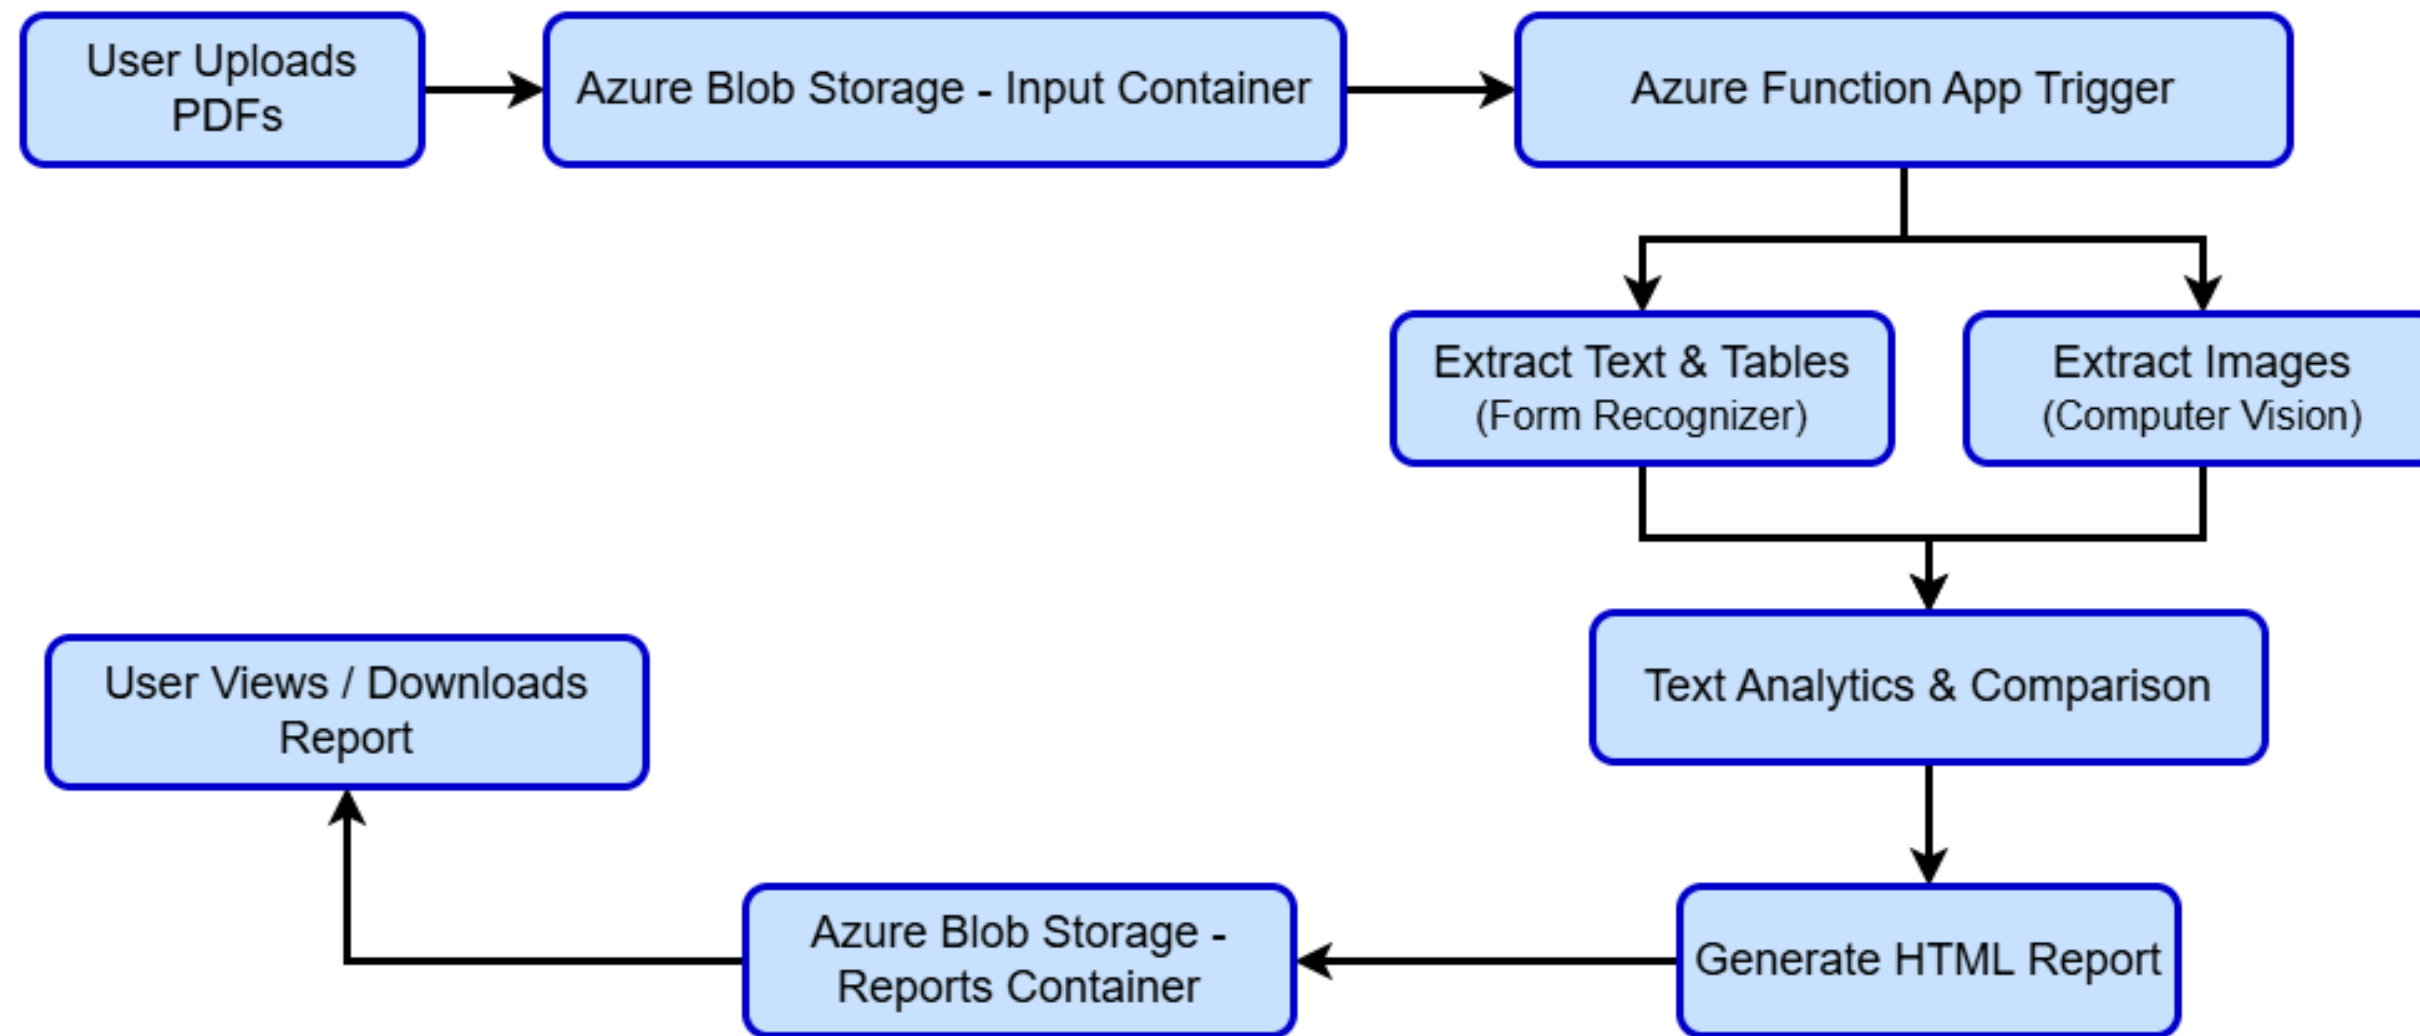 User Uploads
PDFs
Azure Blob Storage - Input Container
Azure Function App Trigger
Extract Text & Tables
(Form Recognizer)
Extract Images
(Computer Vision)
Text Analytics & Comparison
Generate HTML Report
Azure Blob Storage -
Reports Container
User Views / Downloads
Report